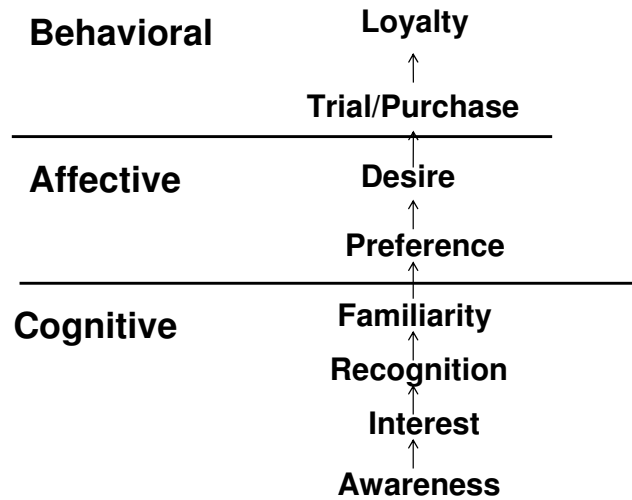 Behavioral
Loyalty
Trial/Purchase
Affective
Desire
Preference
Cognitive
Familiarity
Recognition
Interest
Awareness